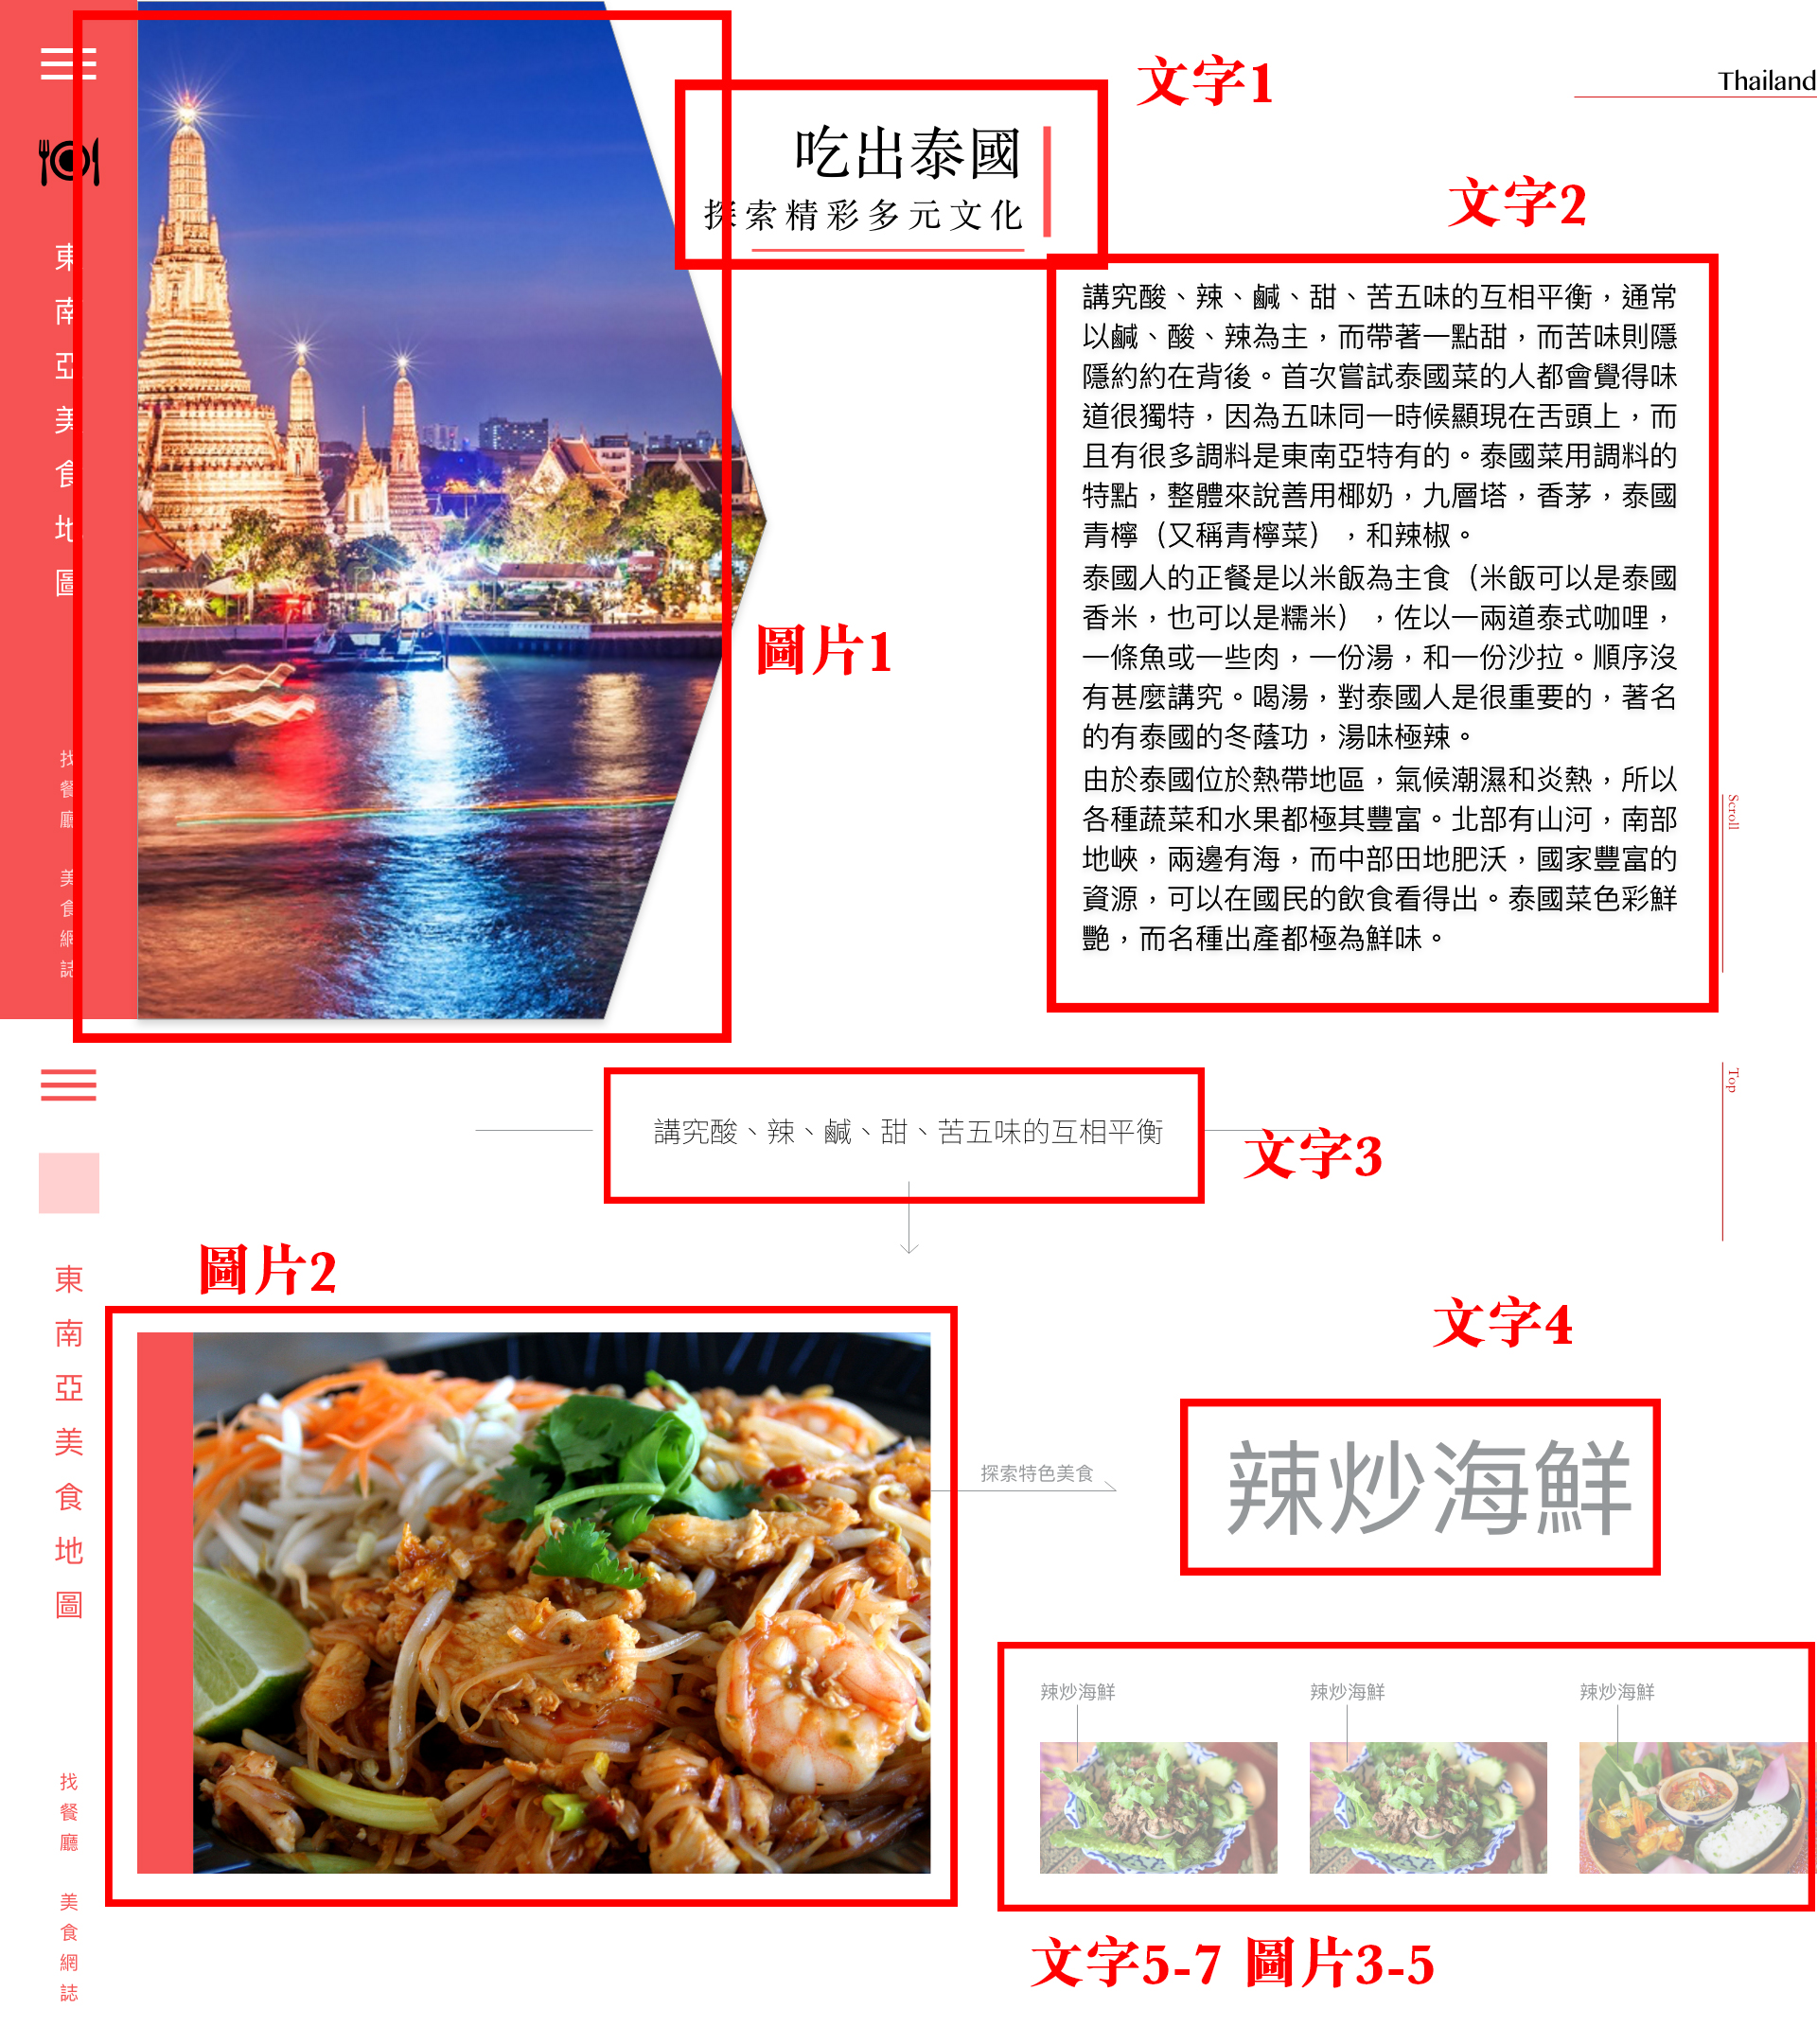 東南亞美食地圖
找餐廳
美食網誌
文字1
Thailand
吃出泰國
探索精彩多元文化
文字2
講究酸、辣、鹹、甜、苦五味的互相平衡，通常
以鹹、酸、辣為主，而帶著一點甜，而苦味則隱
隱約約在背後。首次嘗試泰國菜的人都會覺得味
道很獨特，因為五味同一時候顯現在舌頭上，而
且有很多調料是東南亞特有的。泰國菜用調料的
特點，整體來說善用椰奶，九層塔，香茅，泰國
青檸（又稱青檸菜），和辣椒。
泰國人的正餐是以米飯為主食（米飯可以是泰國
香米，也可以是糯米），佐以一兩道泰式咖哩，
一條魚或一些肉，一份湯，和一份沙拉。順序沒
有甚麼講究。喝湯，對泰國人是很重要的，著名
的有泰國的冬蔭功，湯味極辣。
由於泰國位於熱帶地區，氣候潮濕和炎熱，所以
各種蔬菜和水果都極其豐富。北部有山河，南部
地峽，兩邊有海，而中部田地肥沃，國家豐富的
資源，可以在國民的飲食看得出。泰國菜色彩鮮
艷，而名種出產都極為鮮味。
圖片1
Scroll
Top
講究酸、辣、鹹、甜、苦五味的互相平衡
文字3
東南亞美食地圖
找餐廳
美食網誌
圖片2
文字4
探索特色美食
辣炒海鮮
辣炒海鮮
辣炒海鮮
辣炒海鮮
文字5-7 圖片3-5